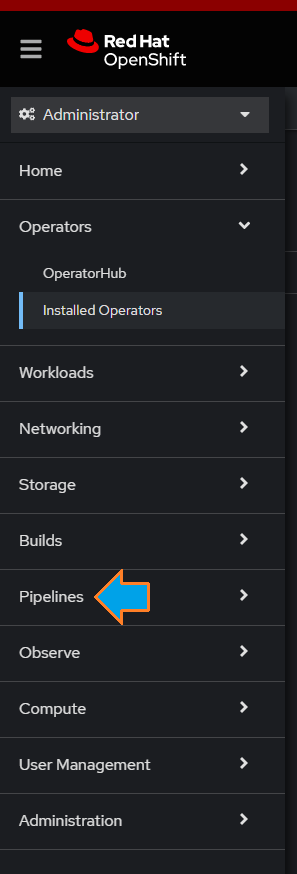 Red Hat
OpenShift
Administrator
Home
Operators
OperatorHub
Installed Operators
Workloads
Networking
Storage
Builds
Pipelines
Observe
Compute
User Management
Administration